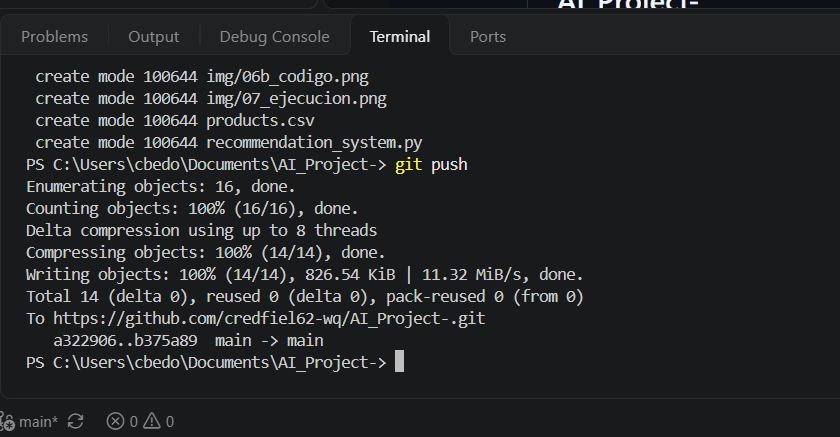 AI_Project-
Problems Output Debug Console Terminal Ports
create mode 100644 img/06b_codigo.png
create mode 100644 img/07_ejecucion.png
create mode 100644 products.csv
create mode 100644 recommendation_system.py
PS C:\Users\cbedo\Documents\AI_Project-> git push
Enumerating objects: 16, done.
Counting objects: 100% (16/16), done.
Delta compression using up to 8 threads
Compressing objects: 100% (14/14), done.
Writing objects: 100% (14/14), 826.54 KiB | 11.32 MiB/s, done.
Total 14 (delta 0), reused 0 (delta 0), pack-reused 0 (from 0)
To https://github.com/credfiel62-wq/AI_Project-.git
a322906..b375a89 main -> main
PS C:\Users\cbedo\Documents\AI_Project->
main* 0 0